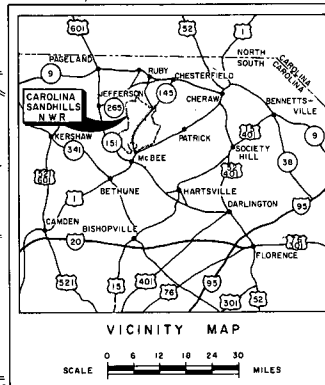 601
52
1
PAGELAND
NORTH
SOUTH
CAROLINA
CAROLINA
9
RUBY
CHESTERFIELD
JEFFERSON
145
CHERAW
BENNETTS-
VILLE
CAROLINA
SANDHILLS
NWR
265
KERSHAW
151
PATRICK
SOCIETY
HILL
9
341
McBEE
38
1
BETHUNE
HARTSVILLE
95
CAMDEN
BISHOPVILLE
DARLINGTON
20
FLORENCE
521
15
401
76
95
301
52
VICINITY MAP
SCALE
0 6 12 18 24 30
MILES